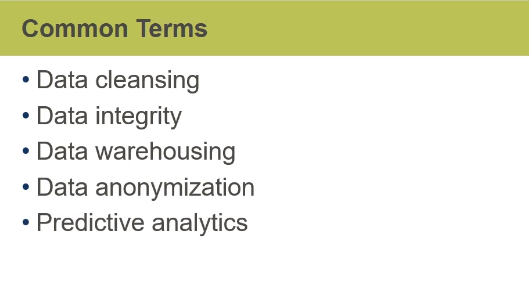 Common Terms
• Data cleansing
• Data integrity
• Data warehousing
• Data anonymization
• Predictive analytics